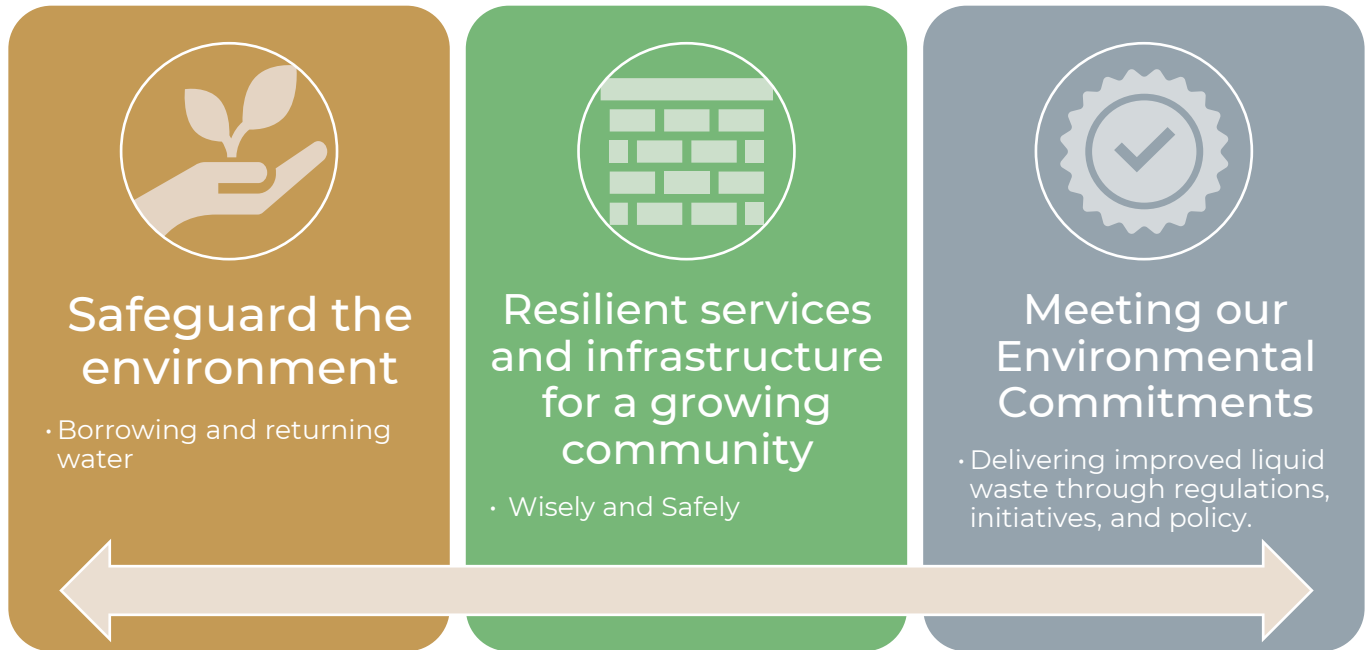 Safeguard the
environment
• Borrowing and returning
water
Resilient services
and infrastructure
for a growing
community
• Wisely and Safely
Meeting our
Environmental
Commitments
• Delivering improved liquid
waste through regulations,
initiatives, and policy.